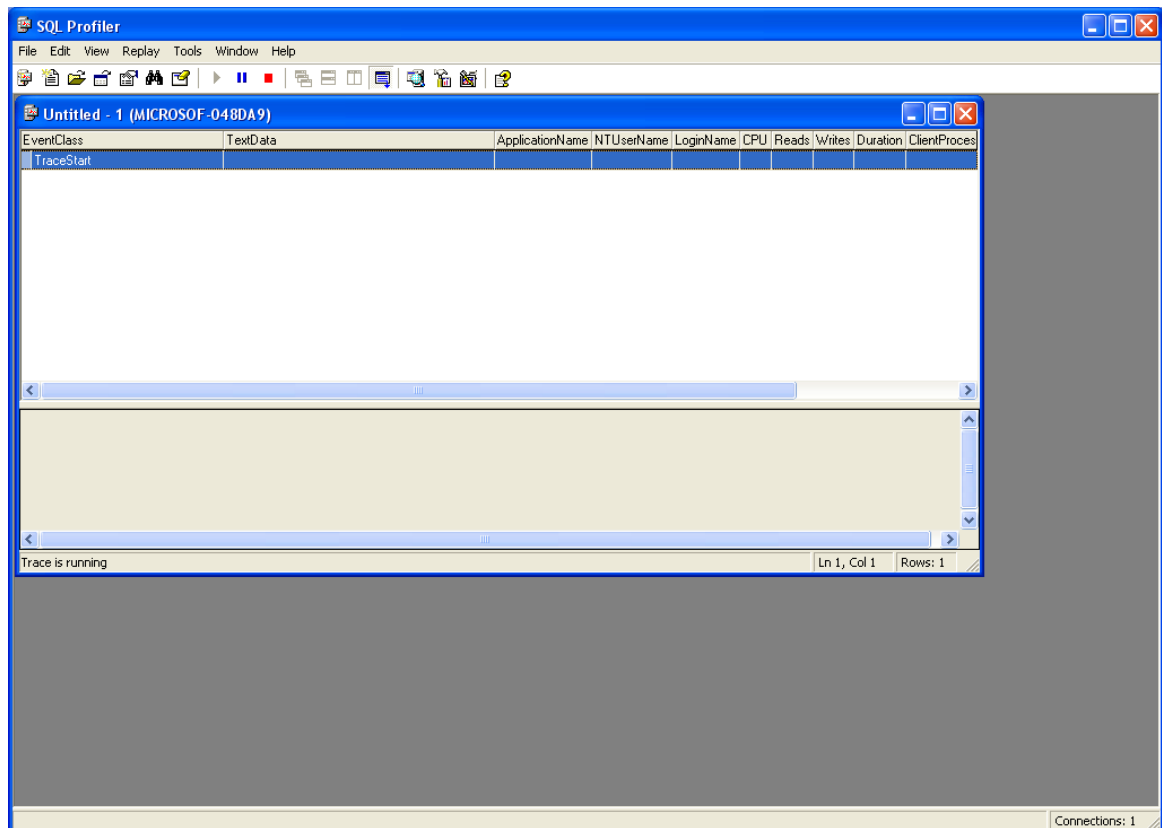 SQL Profiler
File Edit View Replay Tools Window Help
Untitled - 1 (MICROSOF-048DA9)
EventClass TextData ApplicationName NTUserName LoginName CPU Reads Writes Duration ClientProces
TraceStart
Trace is running Ln 1, Col 1 Rows: 1
Connections: 1